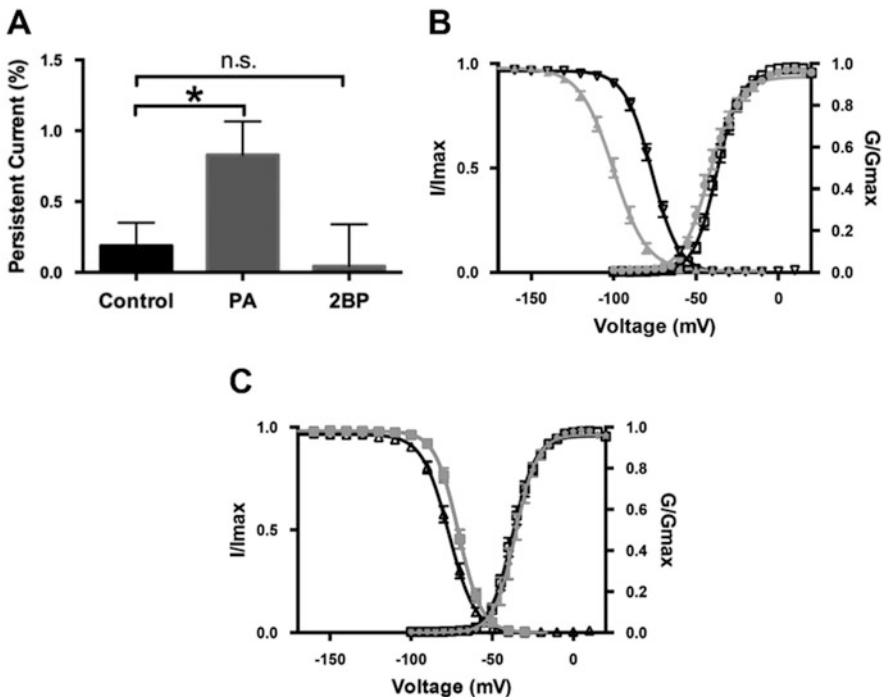 A
Persistent Current (%)
1.5
1.0
0.5
0.0
n.s.
*
Control
PA
2BP
B
I/Imax
1.0
0.5
0.0
-150
-100
-50
0
Voltage (mV)
1.0
0.8
0.6
0.4
0.2
0.0
G/Gmax
C
I/Imax
1.0
0.5
0.0
-150
-100
-50
0
Voltage (mV)
1.0
0.8
0.6
0.4
0.2
0.0
G/Gmax